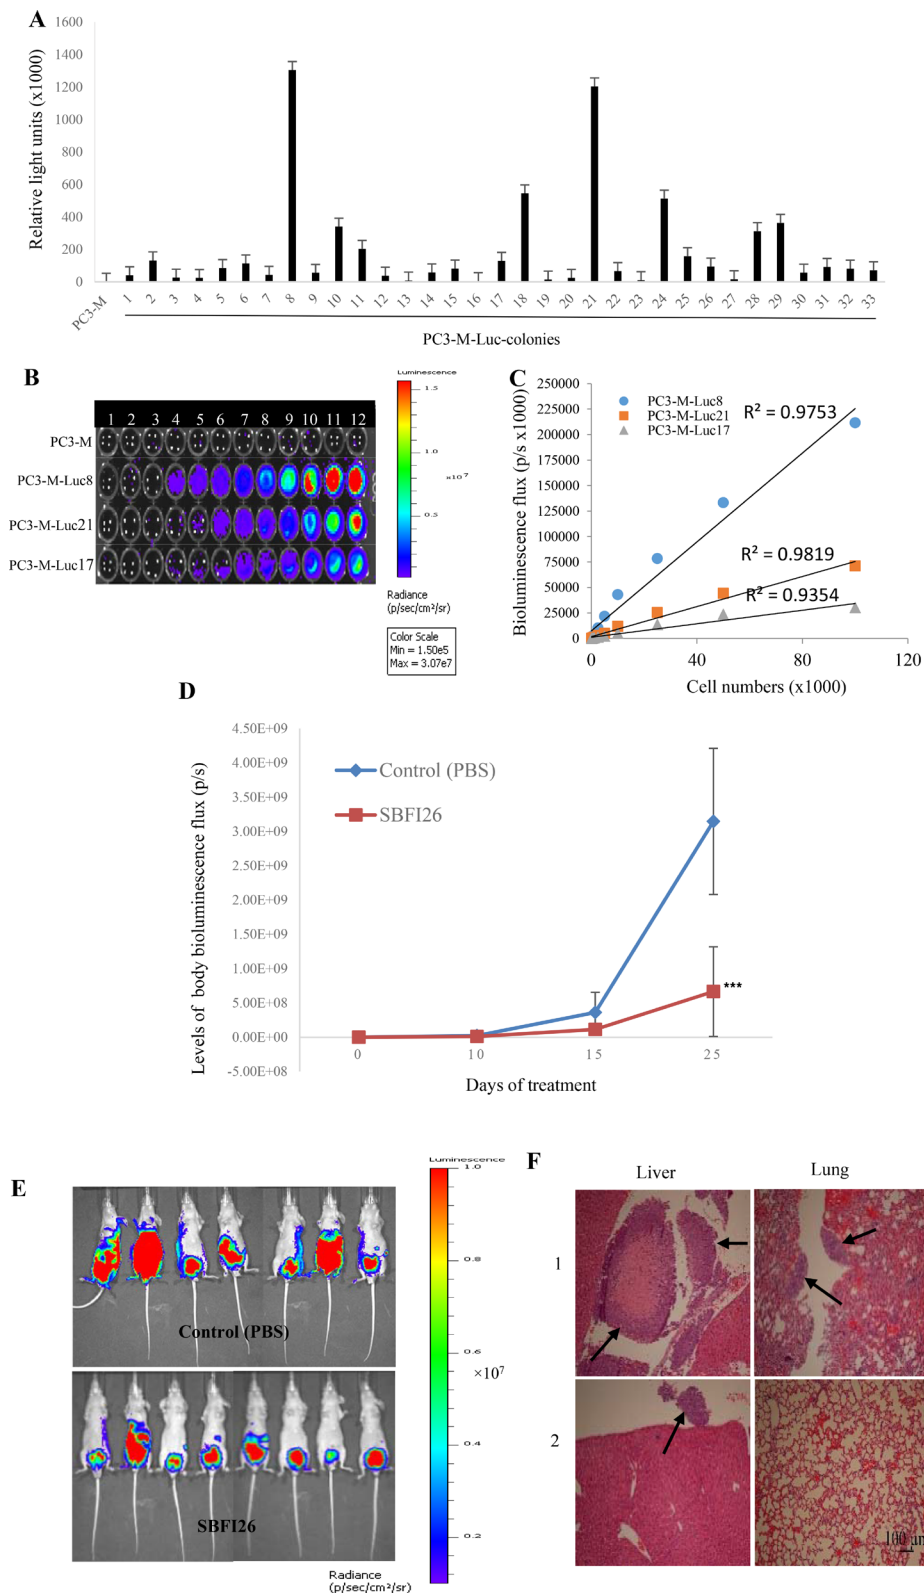 A
Relative light units (x1000)
1600
1400
1200
1000
800
600
400
200
0
PC3-M 1 2 3 4 5 6 7 8 9 10 11 12 13 14 15 16 17 18 19 20 21 22 23 24 25 26 27 28 29 30 31 32 33
PC3-M-Luc-colonies
B
1 2 3 4 5 6 7 8 9 10 11 12
PC3-M
PC3-M-Luc8
PC3-M-Luc21
PC3-M-Luc17
Luminescence
1.5
1.0
×10⁷
0.5
Radiance
(p/sec/cm²/sr)
Color Scale
Min = 1.50e5
Max = 3.07e7
C
Bioluminescence flux (p/s x1000)
250000
225000
200000
175000
150000
125000
100000
75000
50000
25000
0
PC3-M-Luc8
PC3-M-Luc21
PC3-M-Luc17
R² = 0.9753
R² = 0.9819
R² = 0.9354
0 40 80 120
Cell numbers (x1000)
D
Levels of body bioluminescence flux (p/s)
4.50E+09
4.00E+09
3.50E+09
3.00E+09
2.50E+09
2.00E+09
1.50E+09
1.00E+09
5.00E+08
0.00E+00
-5.00E+08
Control (PBS)
SBFI26
***
0 10 15 25
Days of treatment
E
Control (PBS)
SBFI26
Luminescence
1.0
0.8
0.6
×10⁷
0.4
0.2
Radiance
(p/sec/cm²/sr)
F
Liver Lung
1
2
100 µm